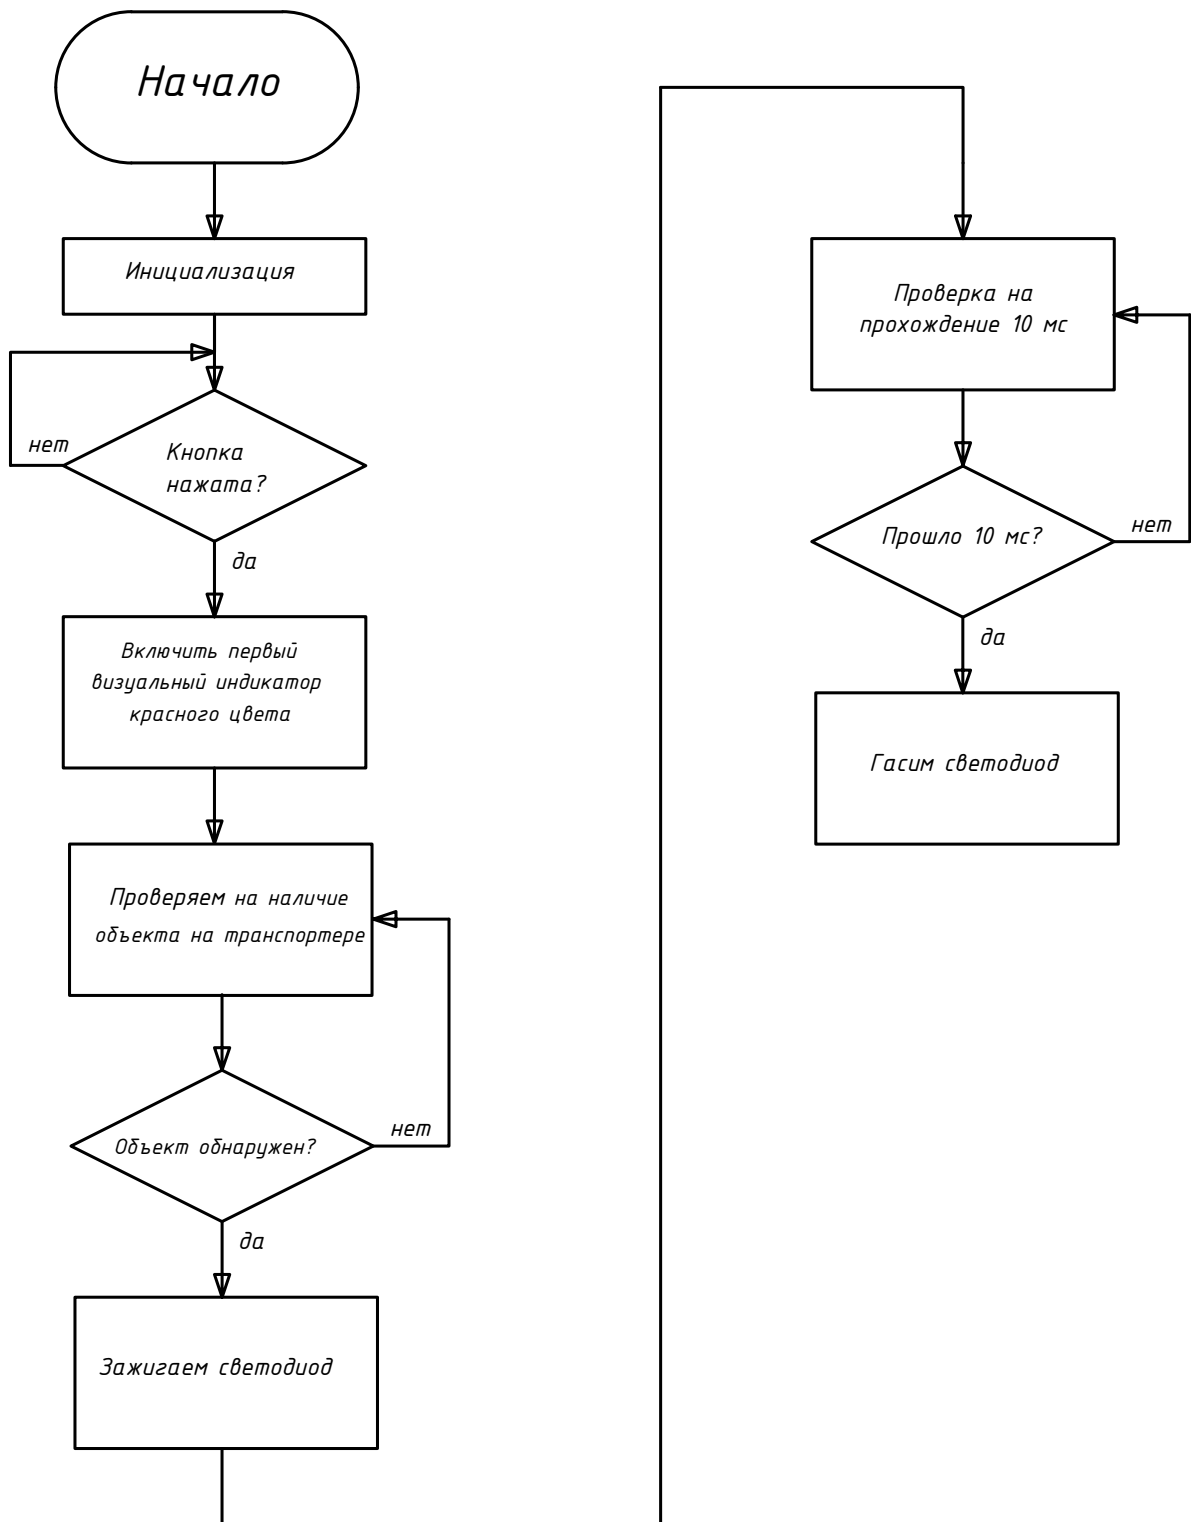 Начало
Инициализация
Кнопка
нажата?
нет
да
Включить первый
визуальный индикатор
красного цвета
Проверяем на наличие
объекта на транспортере
Объект обнаружен?
нет
да
Зажигаем светодиод
Проверка на
прохождение 10 мс
Прошло 10 мс?
нет
да
Гасим светодиод